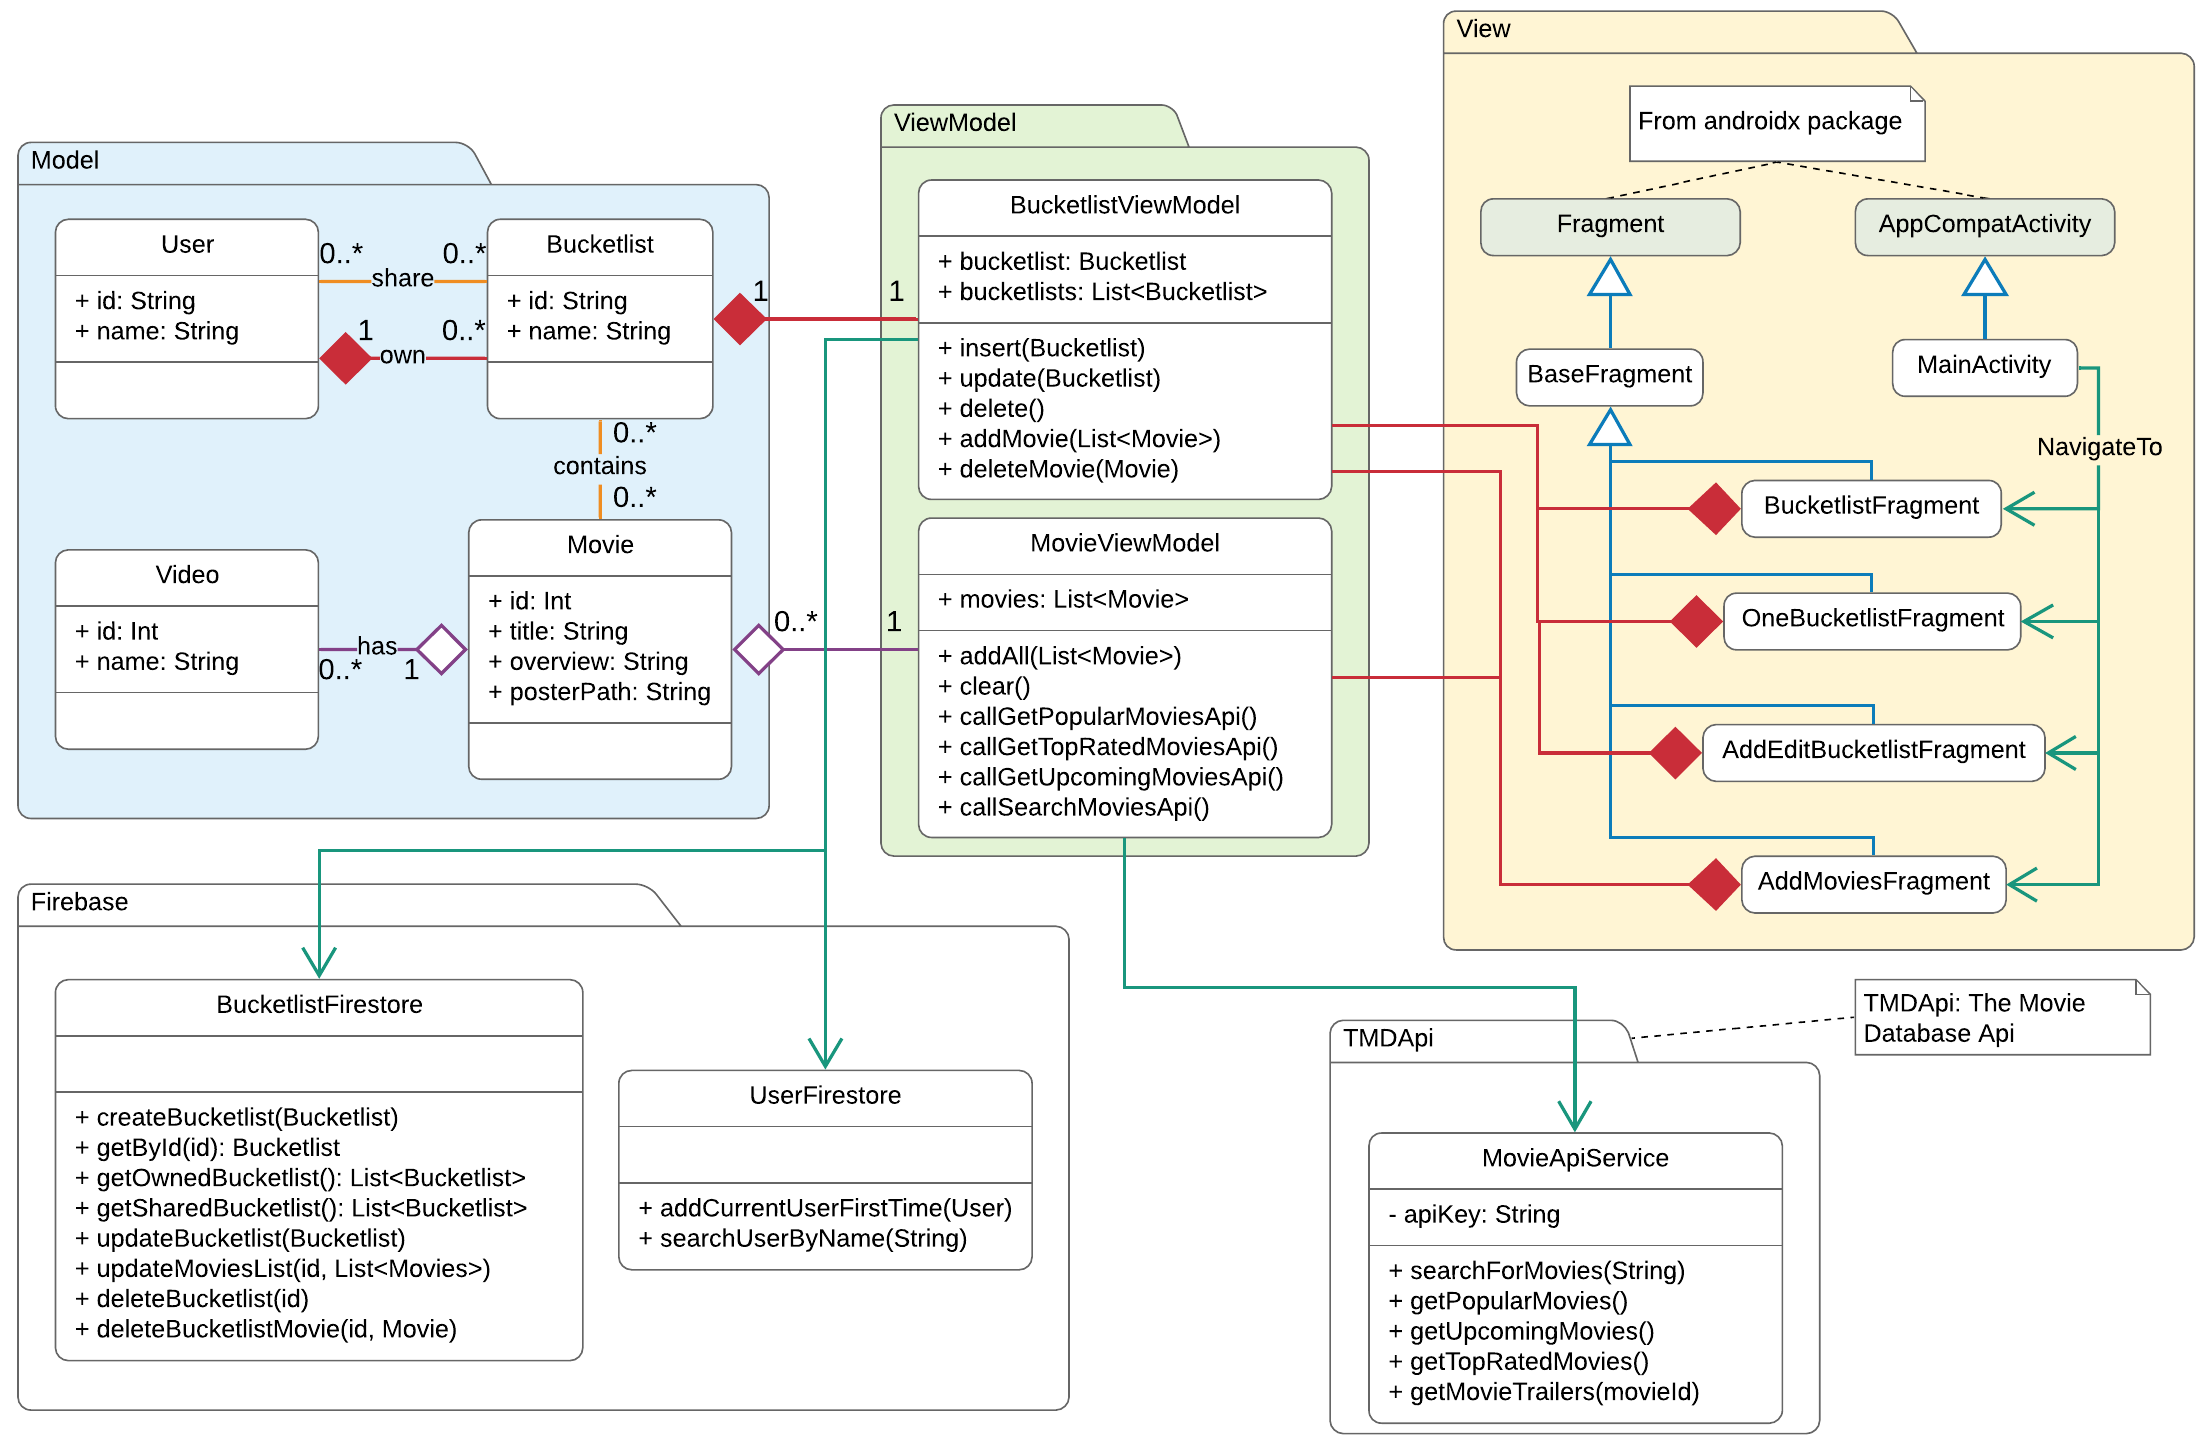 Model
User
+ id: String
+ name: String
0..*
share
0..*
1
own
0..*
Bucketlist
+ id: String
+ name: String
0..*
contains
0..*
Video
+ id: Int
+ name: String
has
0..*
1
Movie
+ id: Int
+ title: String
+ overview: String
+ posterPath: String
1
1
0..*
1
ViewModel
BucketlistViewModel
+ bucketlist: Bucketlist
+ bucketlists: List<Bucketlist>
+ insert(Bucketlist)
+ update(Bucketlist)
+ delete()
+ addMovie(List<Movie>)
+ deleteMovie(Movie)
MovieViewModel
+ movies: List<Movie>
+ addAll(List<Movie>)
+ clear()
+ callGetPopularMoviesApi()
+ callGetTopRatedMoviesApi()
+ callGetUpcomingMoviesApi()
+ callSearchMoviesApi()
View
From androidx package
Fragment
AppCompatActivity
BaseFragment
MainActivity
NavigateTo
BucketlistFragment
OneBucketlistFragment
AddEditBucketlistFragment
AddMoviesFragment
Firebase
BucketlistFirestore
+ createBucketlist(Bucketlist)
+ getById(id): Bucketlist
+ getOwnedBucketlist(): List<Bucketlist>
+ getSharedBucketlist(): List<Bucketlist>
+ updateBucketlist(Bucketlist)
+ updateMoviesList(id, List<Movies>)
+ deleteBucketlist(id)
+ deleteBucketlistMovie(id, Movie)
UserFirestore
+ addCurrentUserFirstTime(User)
+ searchUserByName(String)
TMDApi
TMDApi: The Movie
Database Api
MovieApiService
- apiKey: String
+ searchForMovies(String)
+ getPopularMovies()
+ getUpcomingMovies()
+ getTopRatedMovies()
+ getMovieTrailers(movieId)